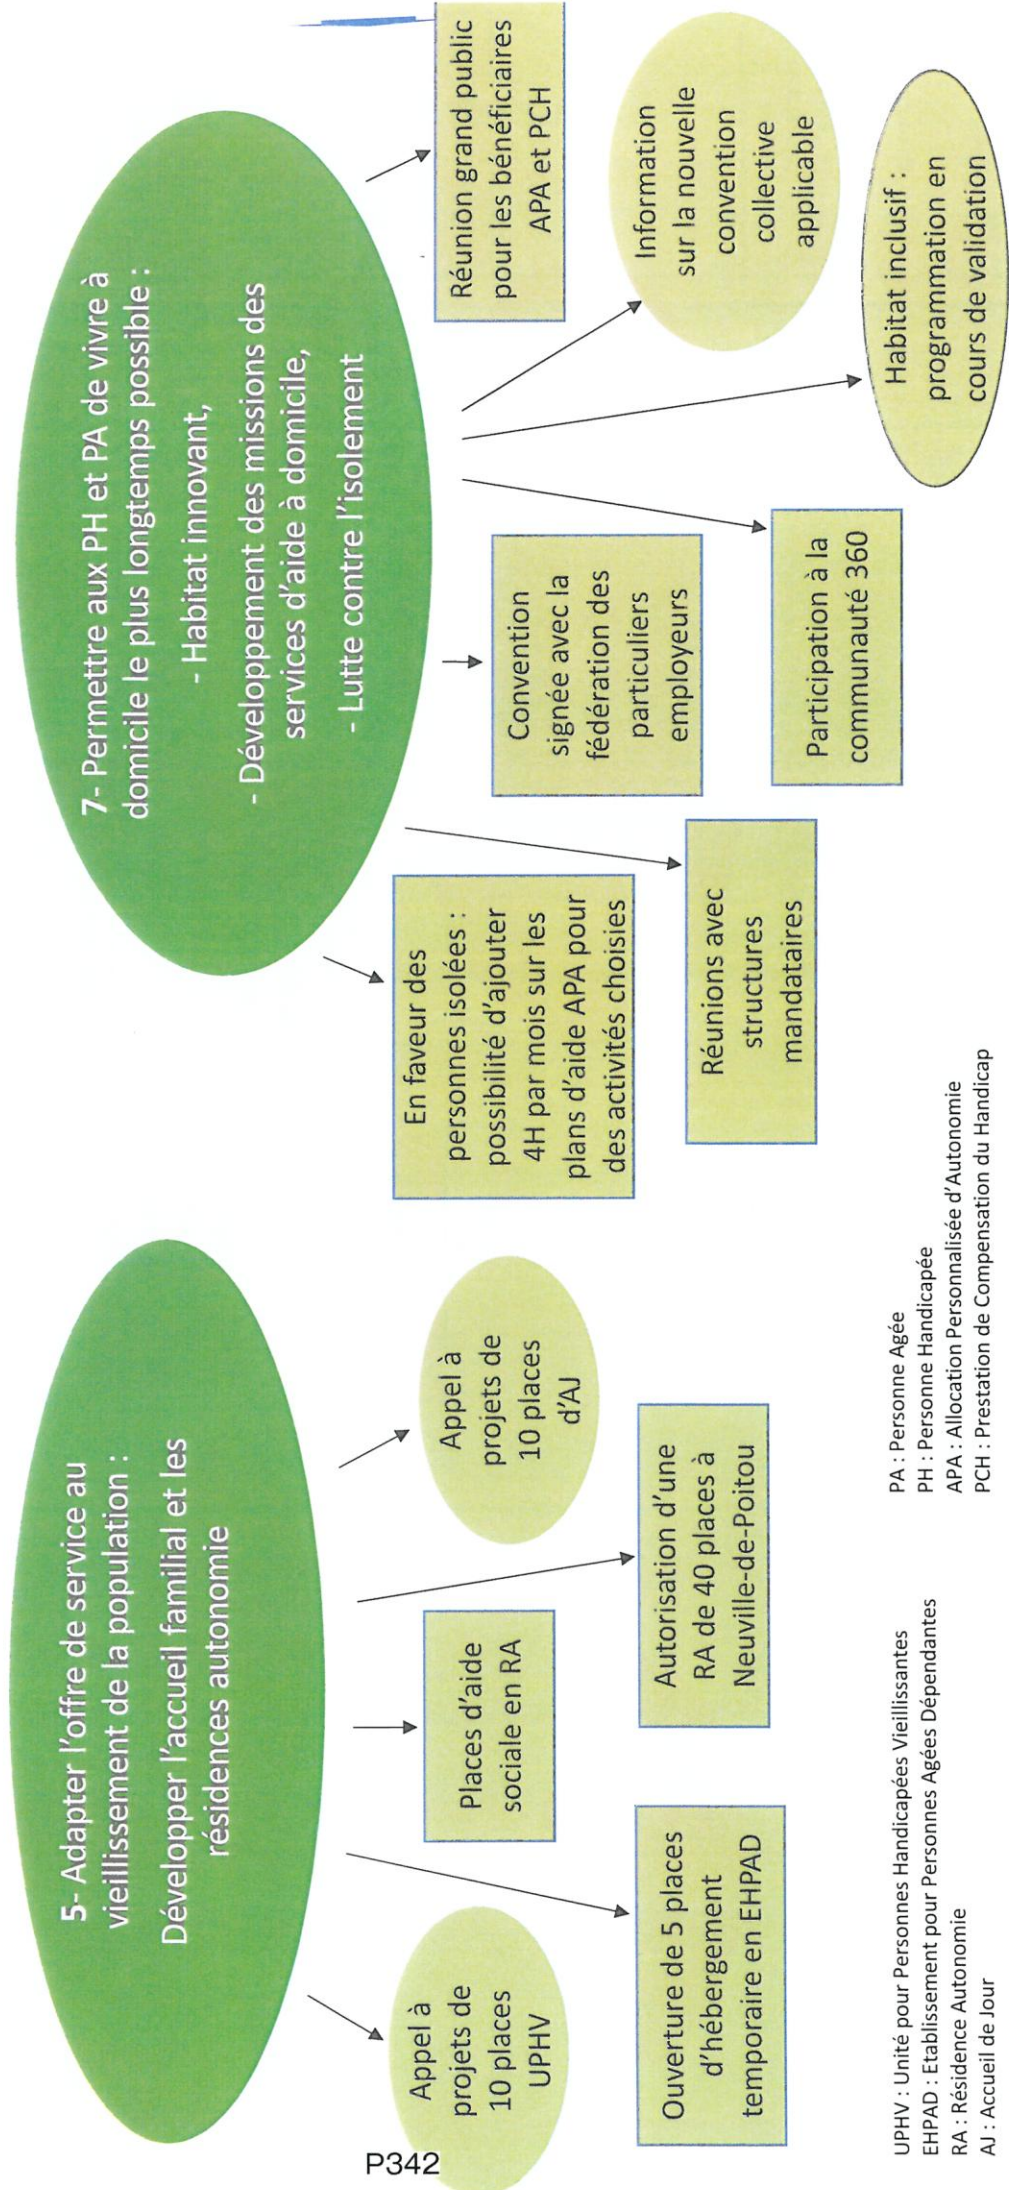 5- Adapter l'offre de service au
vieillissement de la population :
Développer l'accueil familial et les
résidences autonomie
Appel à
projets de
10 places
UPHV
Ouverture de 5 places
d'hébergement
temporaire en EHPAD
Places d'aide
sociale en RA
Autorisation d'une
RA de 40 places à
Neuville-de-Poitou
Appel à
projets de
10 places
d'AJ
7- Permettre aux PH et PA de vivre à
domicile le plus longtemps possible :
- Habitat innovant,
- Développement des missions des
services d'aide à domicile,
- Lutte contre l'isolement
En faveur des
personnes isolées :
possibilité d'ajouter
4H par mois sur les
plans d'aide APA pour
des activités choisies
Réunions avec
structures
mandataires
Convention
signée avec la
fédération des
particuliers
employeurs
Participation à la
communauté 360
Habitat inclusif :
programmation en
cours de validation
Information
sur la nouvelle
convention
collective
applicable
Réunion grand public
pour les bénéficiaires
APA et PCH
UPHV : Unité pour Personnes Handicapées Vieillissantes
EHPAD : Etablissement pour Personnes Agées Dépendantes
RA : Résidence Autonomie
AJ : Accueil de Jour
PA : Personne Agée
PH : Personne Handicapée
APA : Allocation Personnalisée d'Autonomie
PCH : Prestation de Compensation du Handicap
P342